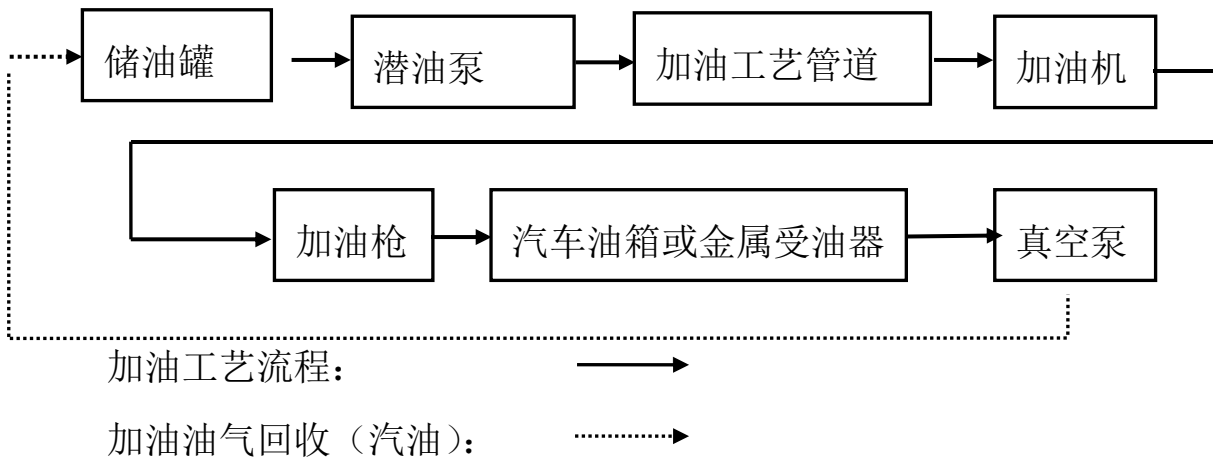 储油罐
潜油泵
加油工艺管道
加油机
加油枪
汽车油箱或金属受油器
真空泵
加油工艺流程：
加油油气回收（汽油）：